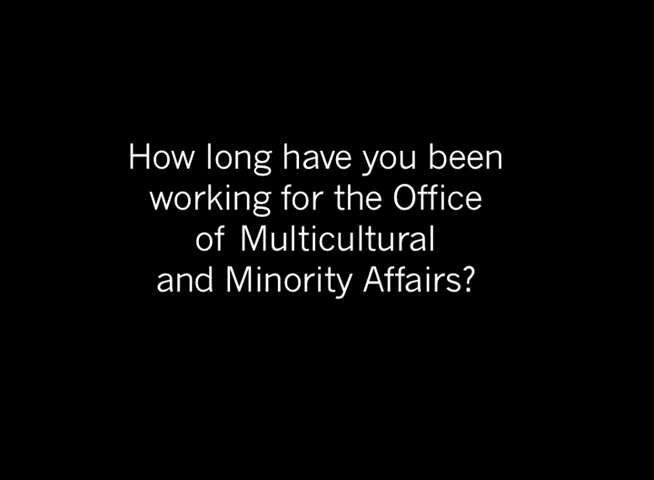 How long have you been
working for the Office
of Multicultural
and Minority Affairs?